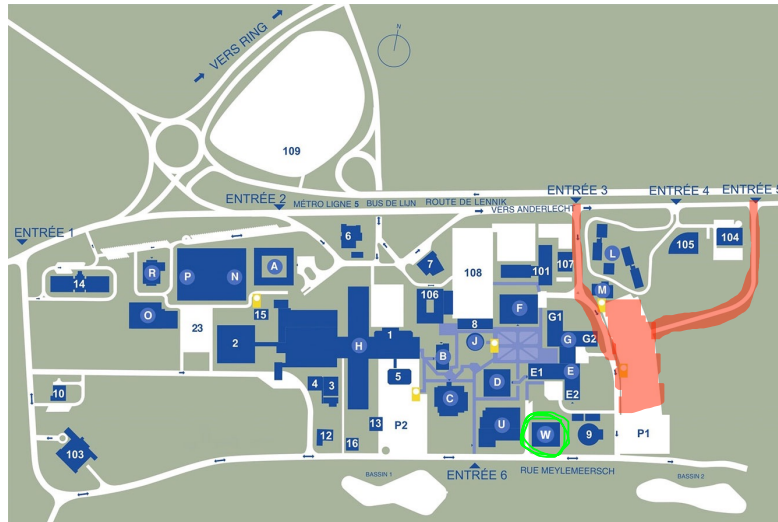 VERS RING
N
109
ENTRÉE 1
ENTRÉE 2
MÉTRO LIGNE 5 BUS DE LIJN ROUTE DE LENNIK
ENTRÉE 3
ENTRÉE 4
ENTRÉE 5
VERS ANDERLECHT
6
7
14
R
P
N
A
108
101
107
L
105
104
M
O
15
23
2
106
8
F
G1
G
G2
H
1
J
B
5
C
D
E1
E
E2
4
3
10
12
16
13
P2
U
W
9
P1
103
ENTRÉE 6
RUE MEYLEMEERSCH
BASSIN 1
BASSIN 2